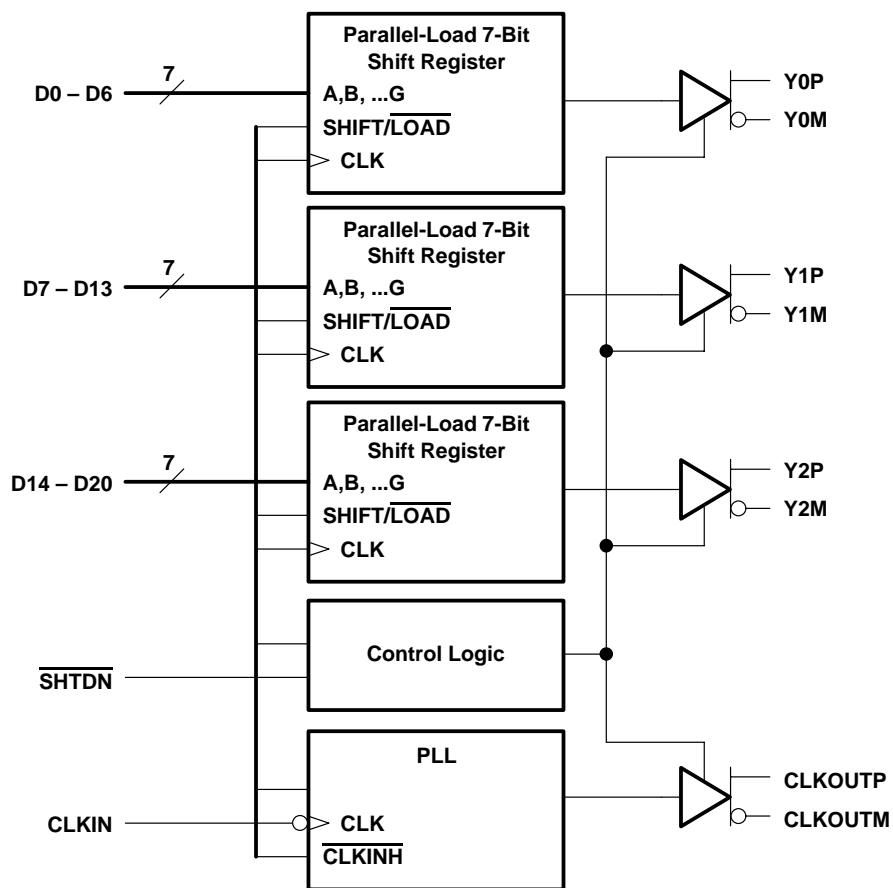 Parallel-Load 7-Bit
Shift Register
7
D0 – D6
A,B, ...G
SHIFT/LOAD
CLK
Y0P
Y0M
Parallel-Load 7-Bit
Shift Register
7
D7 – D13
A,B, ...G
SHIFT/LOAD
CLK
Y1P
Y1M
Parallel-Load 7-Bit
Shift Register
7
D14 – D20
A,B, ...G
SHIFT/LOAD
CLK
Y2P
Y2M
Control Logic
SHTDN
PLL
CLKIN
CLK
CLKINH
CLKOUTP
CLKOUTM